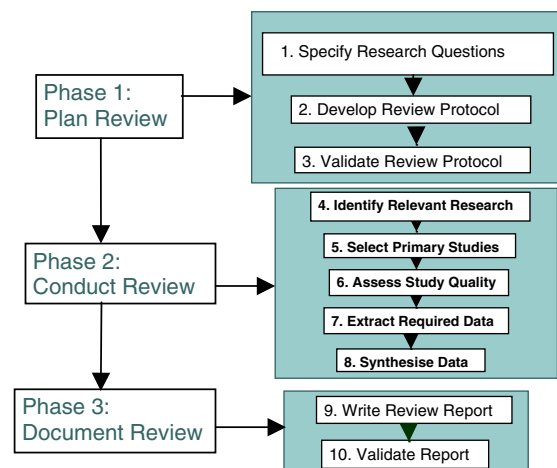 Phase 1:
Plan Review
1. Specify Research Questions
2. Develop Review Protocol
3. Validate Review Protocol
Phase 2:
Conduct Review
4. Identify Relevant Research
5. Select Primary Studies
6. Assess Study Quality
7. Extract Required Data
8. Synthesise Data
Phase 3:
Document Review
9. Write Review Report
10. Validate Report